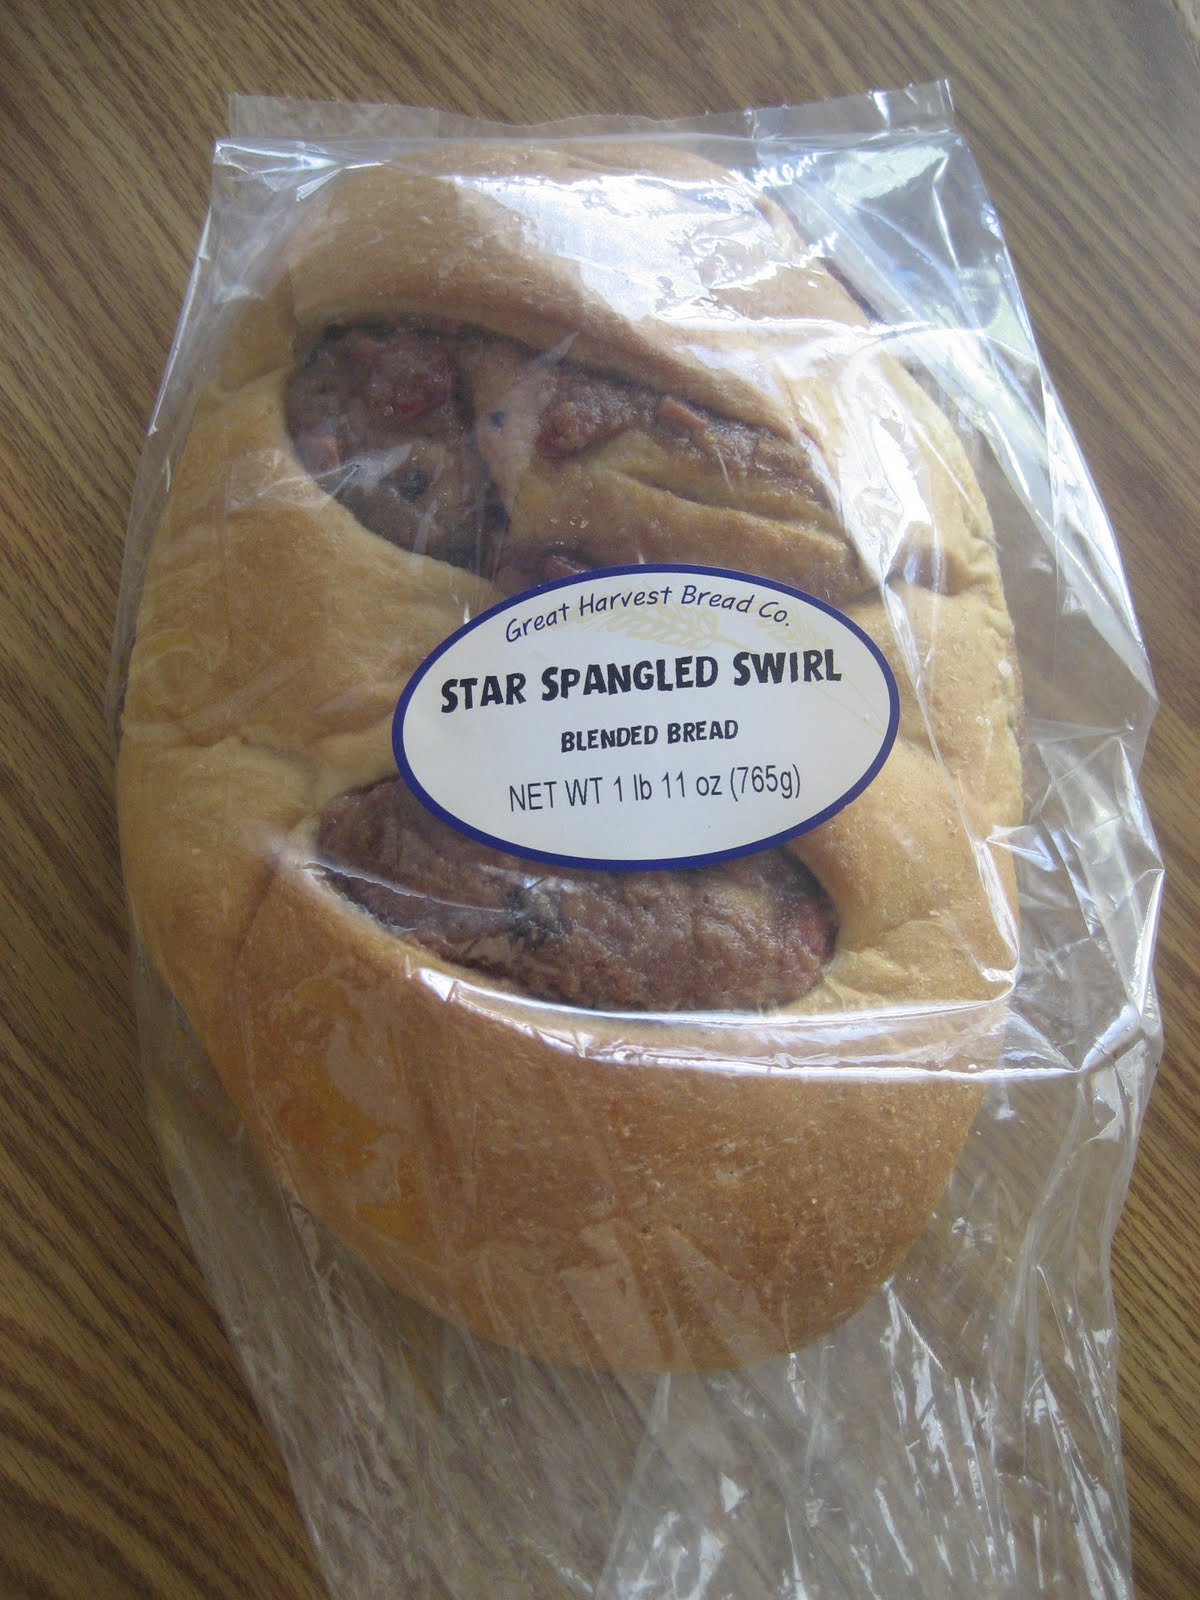 Great Harvest Bread Co.
STAR SPANGLED SWIRL
BLENDED BREAD
NET WT 1 lb 11 oz (765g)